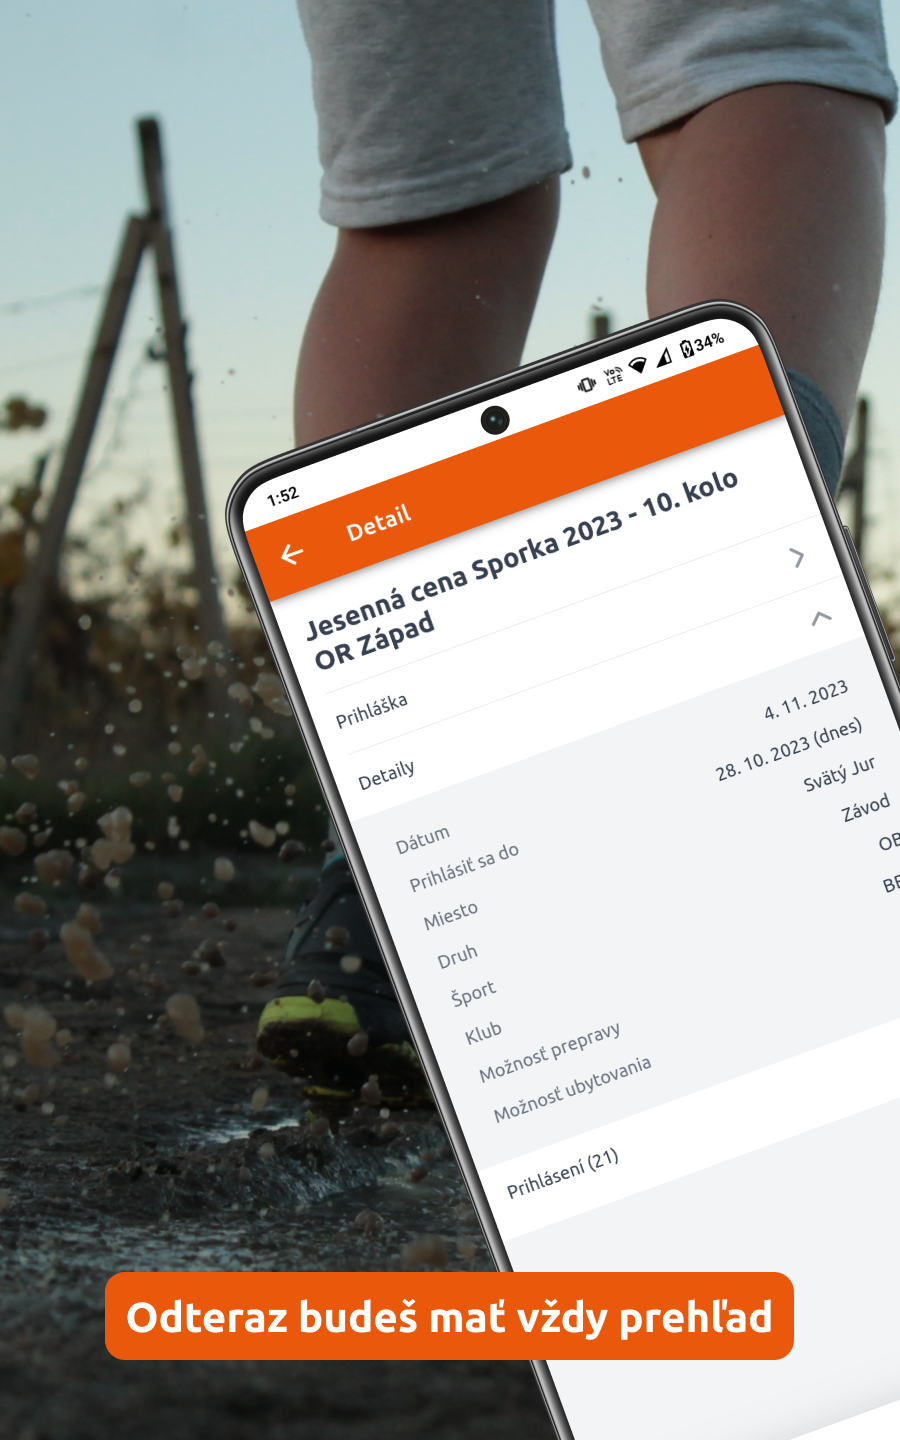 1:52
Vo))
LTE
34%
Detail
Jesenná cena Sporka 2023 - 10. kolo
OR Západ
Prihláška
Detaily
Dátum 4. 11. 2023
Prihlásiť sa do 28. 10. 2023 (dnes)
Miesto Svätý Jur
Druh Závod
Šport OB
Klub
Možnosť prepravy
Možnosť ubytovania
Prihlásení (21)
Odteraz budeš mať vždy prehľad